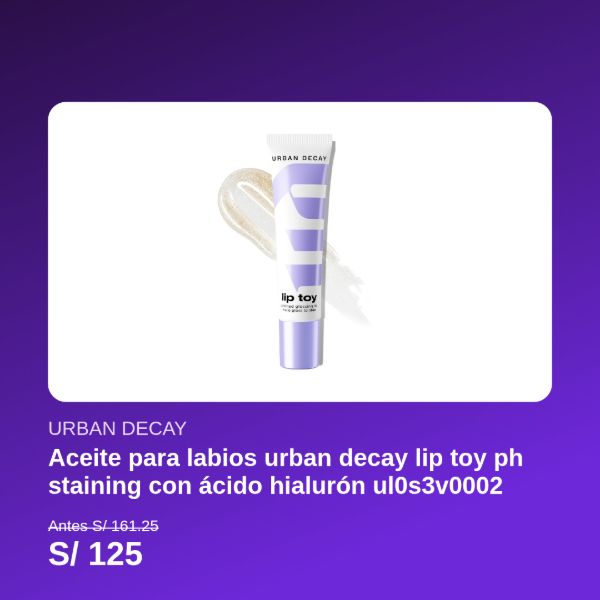 URBAN DECAY
lip toy
URBAN DECAY
Aceite para labios urban decay lip toy ph
staining con ácido hialurón ul0s3v0002
Antes S/ 161.25
S/ 125